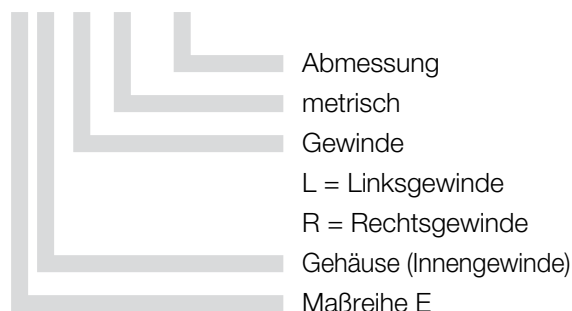 Abmessung
metrisch
Gewinde
L = Linksgewinde
R = Rechtsgewinde
Gehäuse (Innengewinde)
Maßreihe E